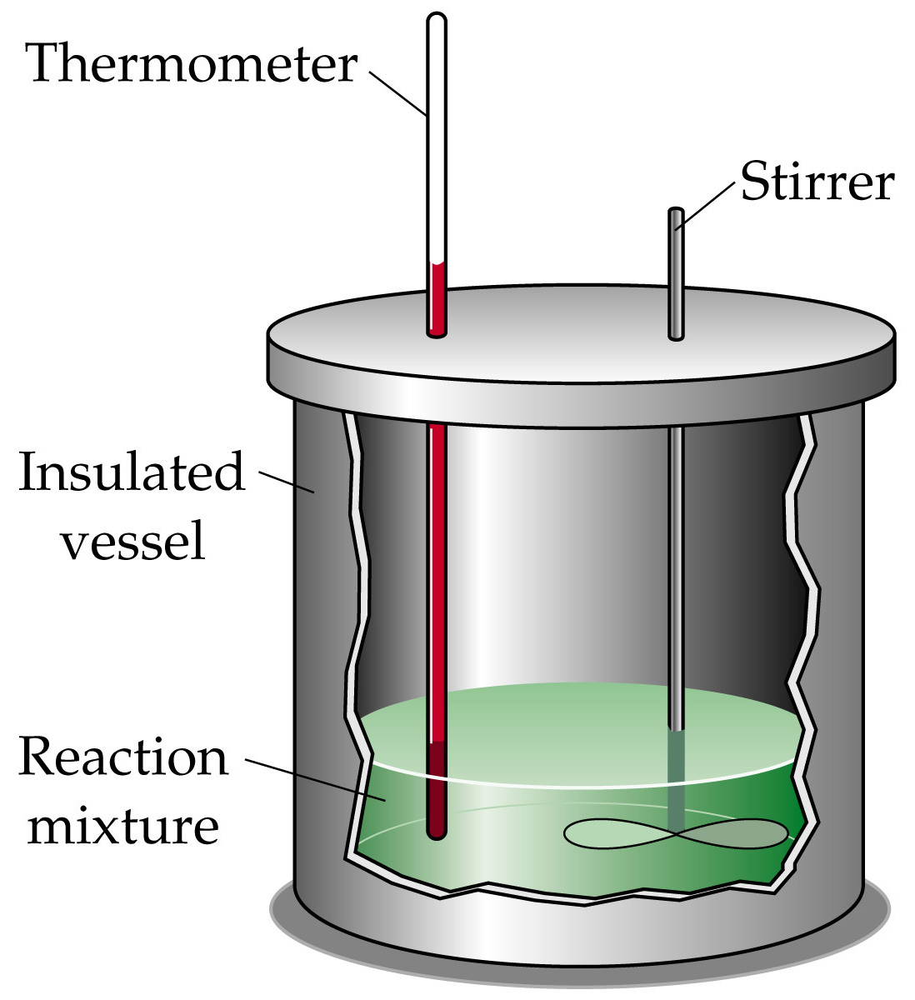 Thermometer
Stirrer
Insulated
vessel
Reaction
mixture